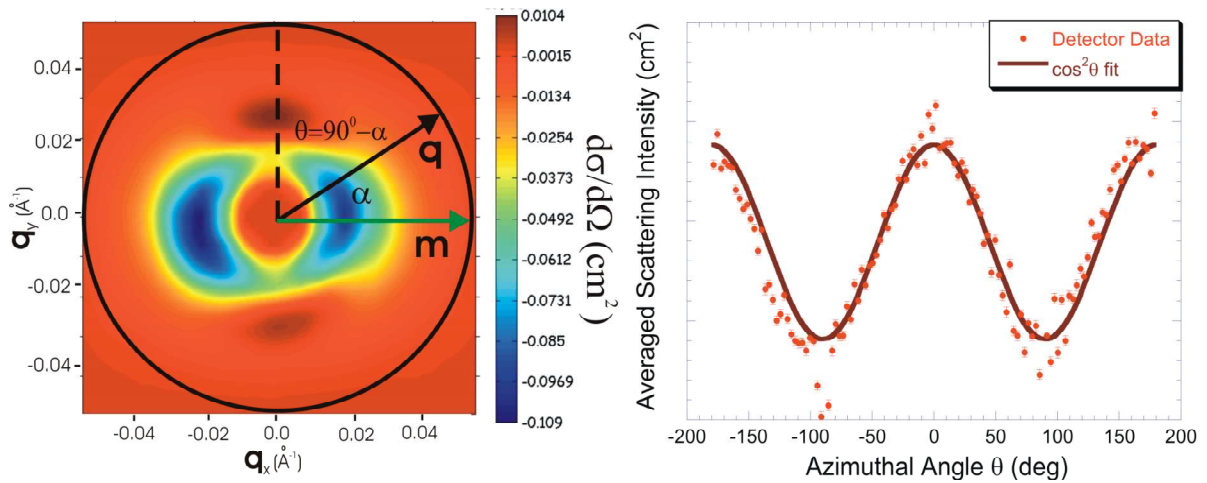 0.04
0.02
0.0
-0.02
-0.04
q_y (Å⁻¹)
-0.04
-0.02
0.0
0.02
0.04
q_x (Å⁻¹)
θ=90⁰-α
q
α
m
0.0104
-0.0015
-0.0134
-0.0254
-0.0373
-0.0492
-0.0612
-0.0731
-0.085
-0.0969
-0.109
dσ/dΩ (cm²)
Averaged Scattering Intensity (cm²)
Detector Data
cos²θ fit
-200
-150
-100
-50
0
50
100
150
200
Azimuthal Angle θ (deg)